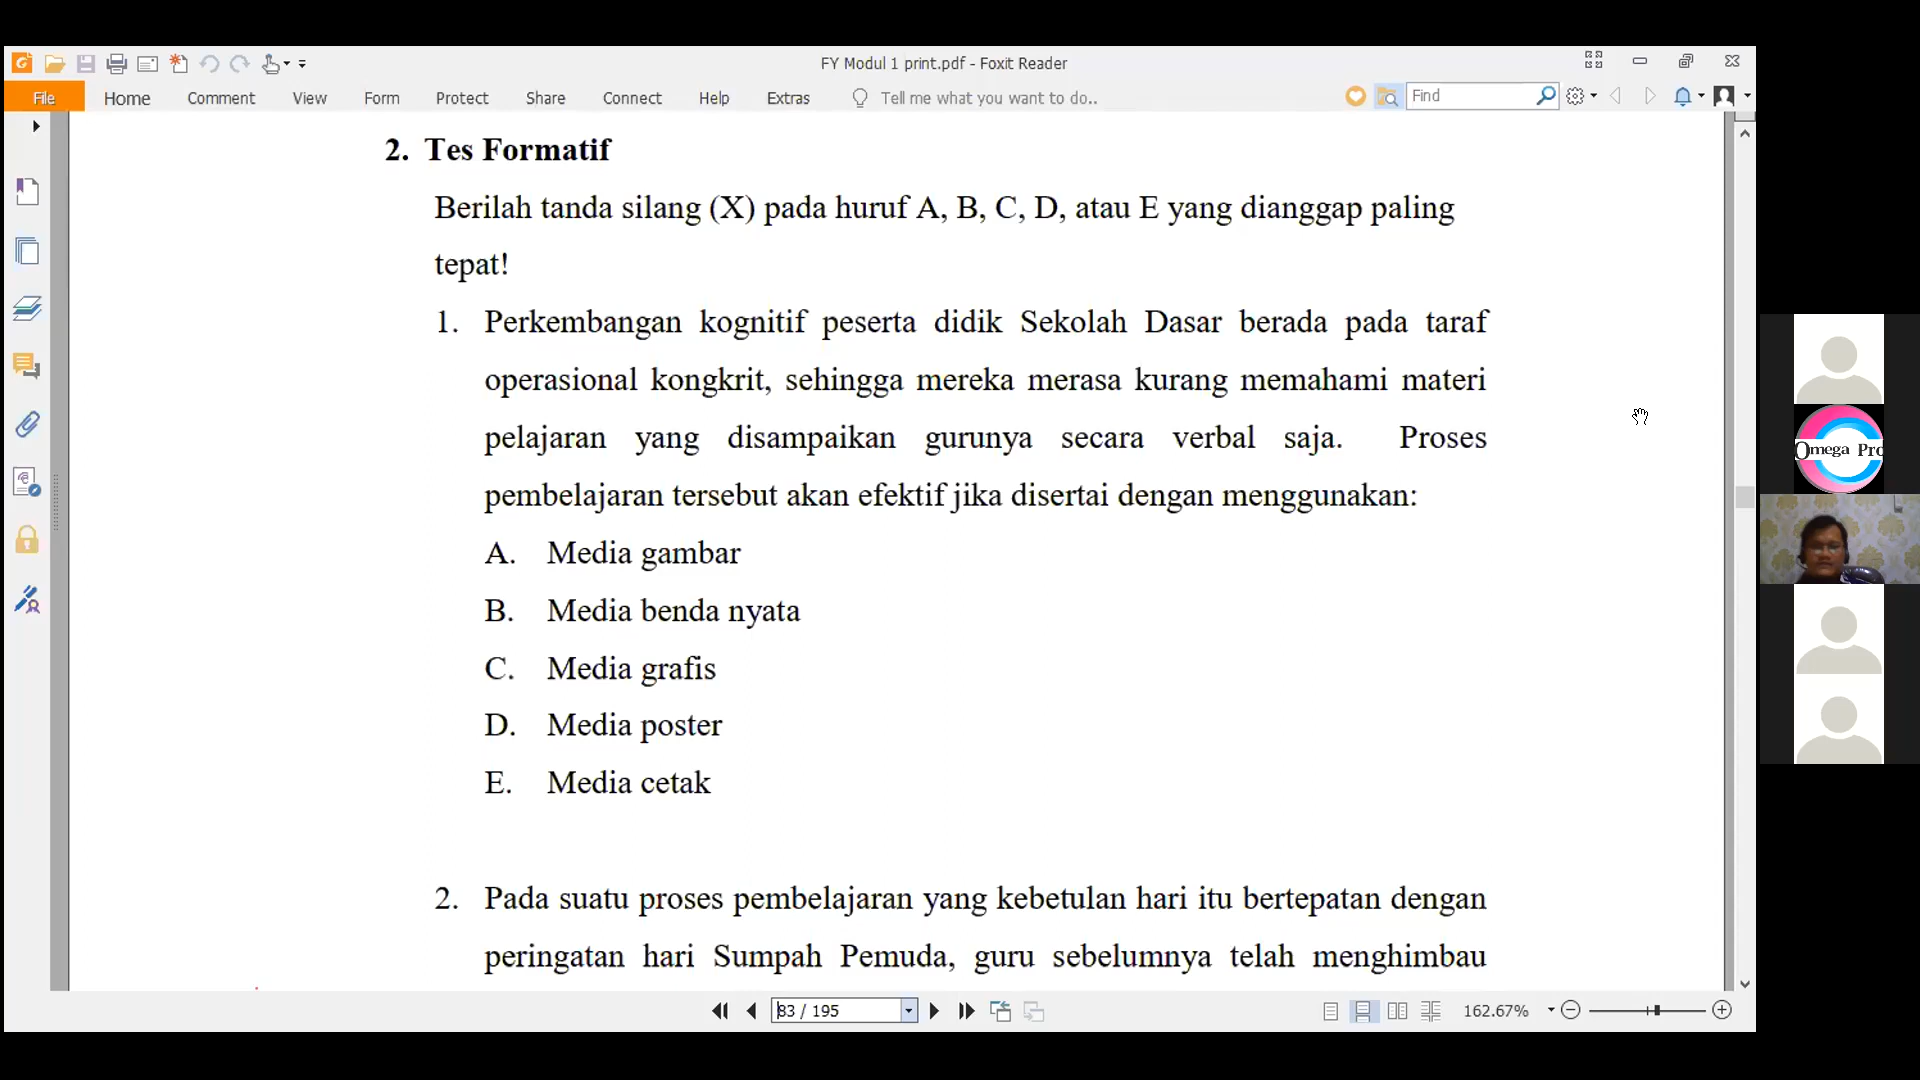 FY Modul 1 print.pdf - Foxit Reader
File Home Comment View Form Protect Share Connect Help Extras Tell me what you want to do.. Find
2. Tes Formatif
Berilah tanda silang (X) pada huruf A, B, C, D, atau E yang dianggap paling
tepat!
1. Perkembangan kognitif peserta didik Sekolah Dasar berada pada taraf
operasional kongkrit, sehingga mereka merasa kurang memahami materi
pelajaran yang disampaikan gurunya secara verbal saja. Proses
pembelajaran tersebut akan efektif jika disertai dengan menggunakan:
A. Media gambar
B. Media benda nyata
C. Media grafis
D. Media poster
E. Media cetak
2. Pada suatu proses pembelajaran yang kebetulan hari itu bertepatan dengan
peringatan hari Sumpah Pemuda, guru sebelumnya telah menghimbau
83 / 195
162.67%
Omega Pro